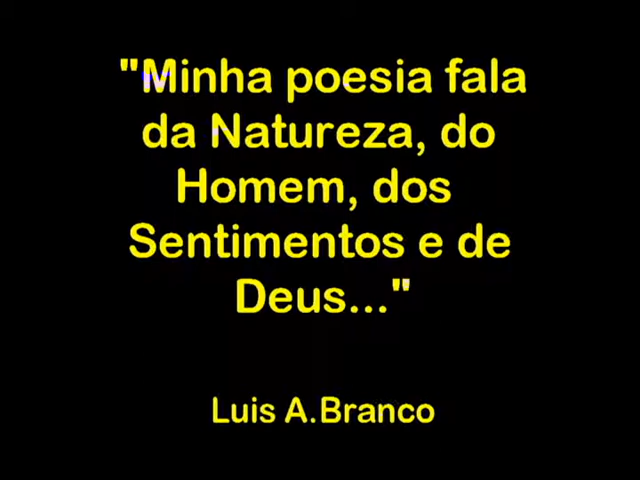 "Minha poesia fala
da Natureza, do
Homem, dos
Sentimentos e de
Deus..."
Luis A.Branco